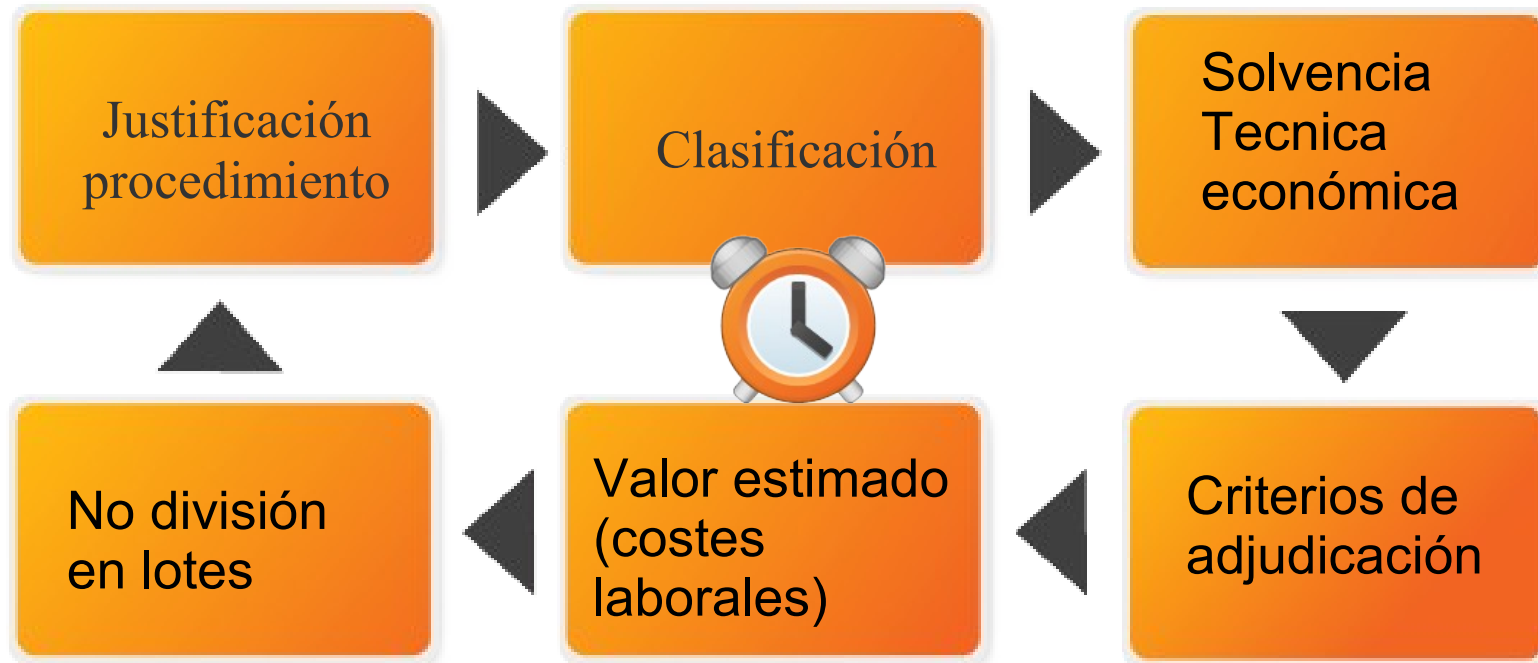 Justificación
procedimiento
Clasificación
Solvencia
Tecnica
económica
Criterios de
adjudicación
Valor estimado
(costes
laborales)
No división
en lotes